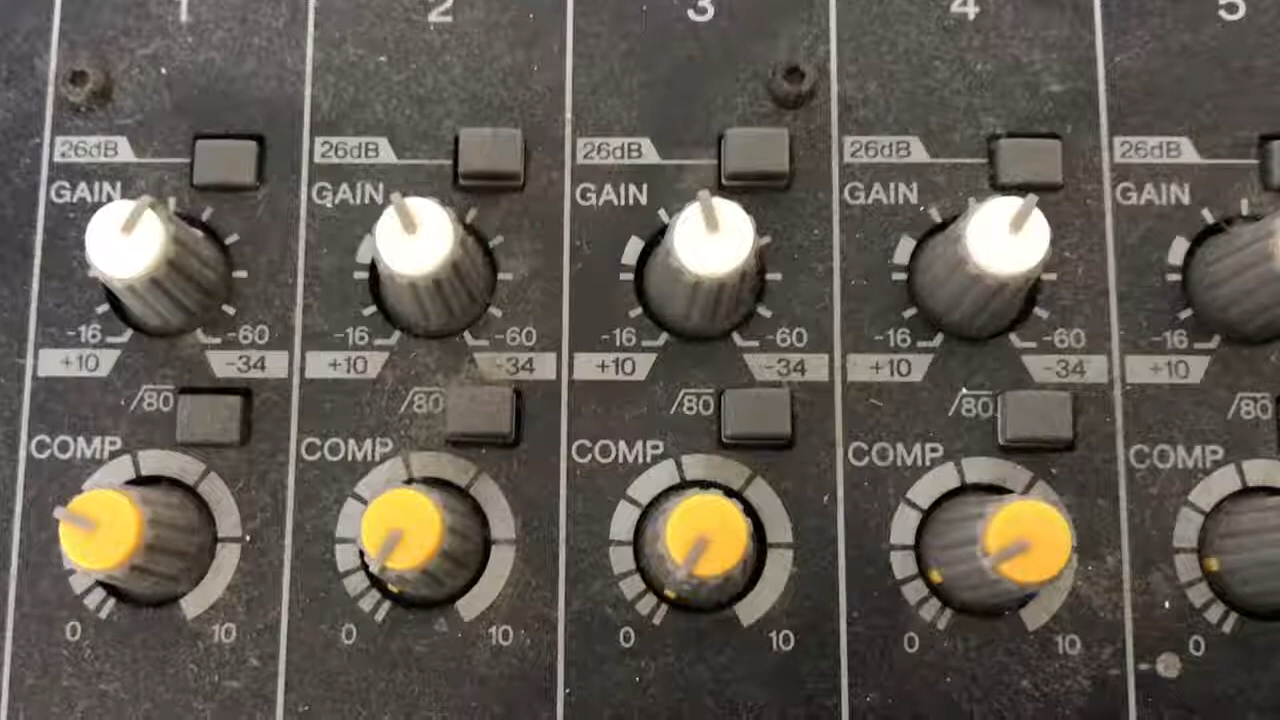 1 2 3 4 5
26dB 26dB 26dB 26dB 26dB
GAIN GAIN GAIN GAIN GAIN
-16 -60 -16 -60 -16 -60 -16 -60 -16
+10 -34 +10 -34 +10 -34 +10 -34 +10
/80 /80 /80 /80 /80
COMP COMP COMP COMP COMP
0 10 0 10 0 10 0 10 0